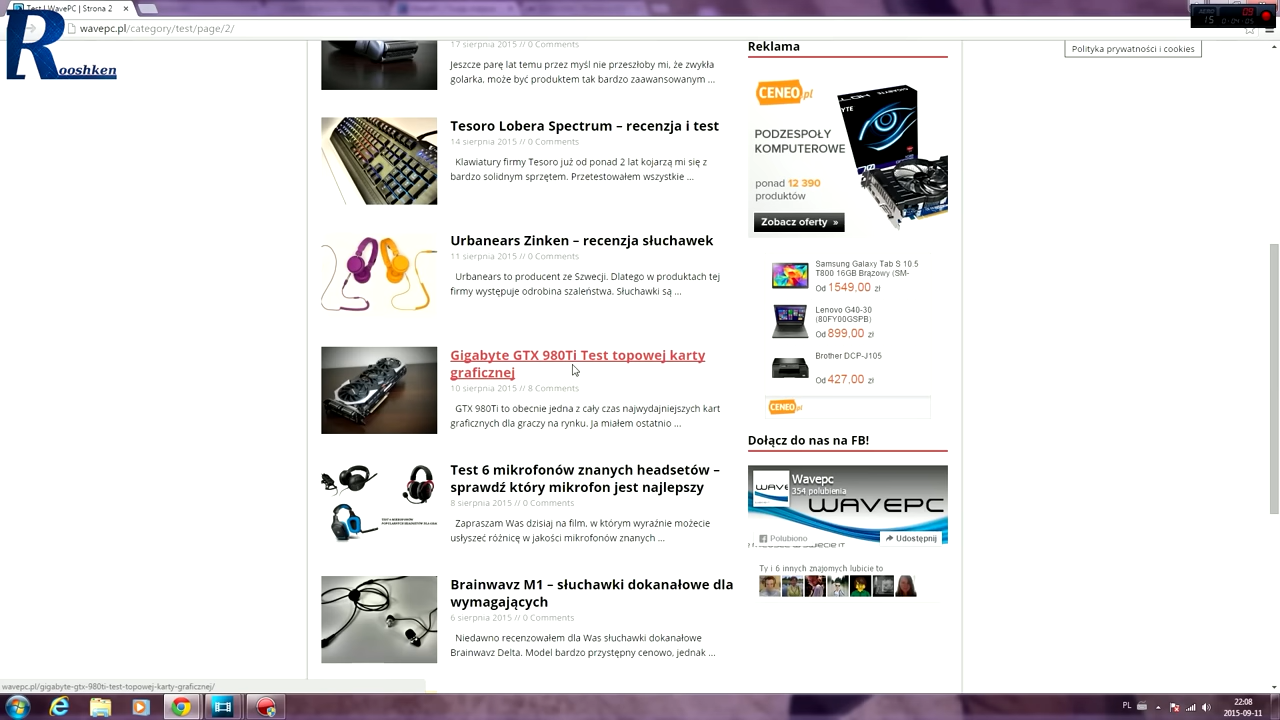 Test | WavePC | Strona 2
wavepc.pl/category/test/page/2/
Rooshken
17 sierpnia 2015 // 0 Comments
Jeszcze parę lat temu przez myśl nie przeszłoby mi, że zwykła
golarka, może być produktem tak bardzo zaawansowanym ...
Tesoro Lobera Spectrum – recenzja i test
14 sierpnia 2015 // 0 Comments
Klawiatury firmy Tesoro już od ponad 2 lat kojarzą mi się z
bardzo solidnym sprzętem. Przetestowałem wszystkie ...
Urbanears Zinken – recenzja słuchawek
11 sierpnia 2015 // 0 Comments
Urbanears to producent ze Szwecji. Dlatego w produktach tej
firmy występuje odrobina szaleństwa. Słuchawki są ...
Gigabyte GTX 980Ti Test topowej karty
graficznej
10 sierpnia 2015 // 8 Comments
GTX 980Ti to obecnie jedna z cały czas najwydajniejszych kart
graficznych dla graczy na rynku. Ja miałem ostatnio ...
Test 6 mikrofonów znanych headsetów –
sprawdź który mikrofon jest najlepszy
8 sierpnia 2015 // 0 Comments
Zapraszam Was dzisiaj na film, w którym wyraźnie możecie
usłyszeć różnicę w jakości mikrofonów znanych ...
Brainwavz M1 – słuchawki dokanałowe dla
wymagających
6 sierpnia 2015 // 0 Comments
Niedawno recenzowałem dla Was słuchawki dokanałowe
Brainwavz Delta. Model bardzo przystępny cenowo, jednak ...
Reklama
CENEO.pl
PODZESPOŁY
KOMPUTEROWE
ponad 12 390
produktów
Zobacz oferty »
Samsung Galaxy Tab S 10.5
T800 16GB Brązowy (SM-
Od 1549,00 zł
Lenovo G40-30
(80FY00GSPB)
Od 899,00 zł
Brother DCP-J105
Od 427,00 zł
CENEO.pl
Dołącz do nas na FB!
Wavepc
354 polubienia
WAVEPC
Polubiono
Udostępnij
Ty i 6 innych znajomych lubicie to
Polityka prywatności i cookies
wavepc.pl/gigabyte-gtx-980ti-test-topowej-karty-graficznej/
PL
22:08
2015-09-11